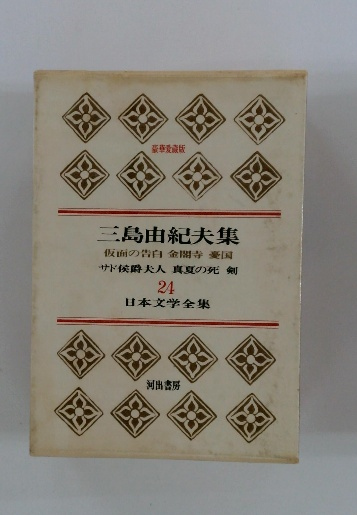 豪華愛蔵版
三島由紀夫集
仮面の告白 金閣寺 憂国
サド侯爵夫人 真夏の死 剣
24
日本文学全集
河出書房